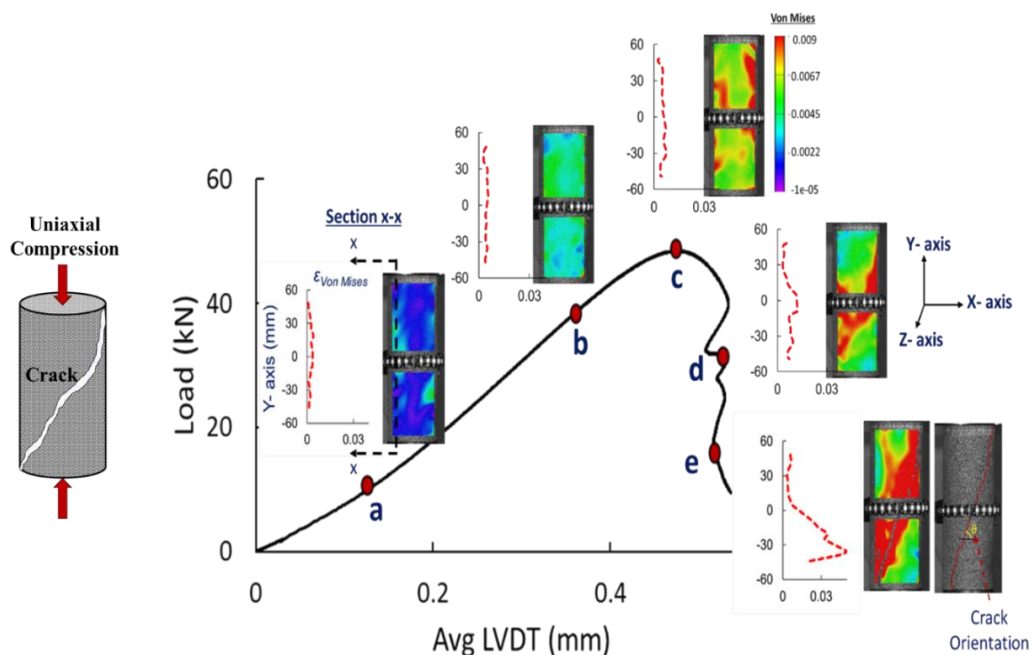 Uniaxial
Compression
Crack
Load (kN)
60
40
20
0
0
0.2
0.4
Avg LVDT (mm)
a
b
c
d
e
Section x-x
x
x
ε Von Mises
Y- axis (mm)
60
30
0
-30
-60
0
0.03
60
30
0
-30
-60
0
0.03
60
30
0
-30
-60
0
0.03
Von Mises
0.009
0.0067
0.0045
0.0022
-1e-05
60
30
0
-30
-60
0
0.03
Y- axis
X- axis
Z- axis
60
30
0
-30
-60
0
0.03
θ
Crack
Orientation